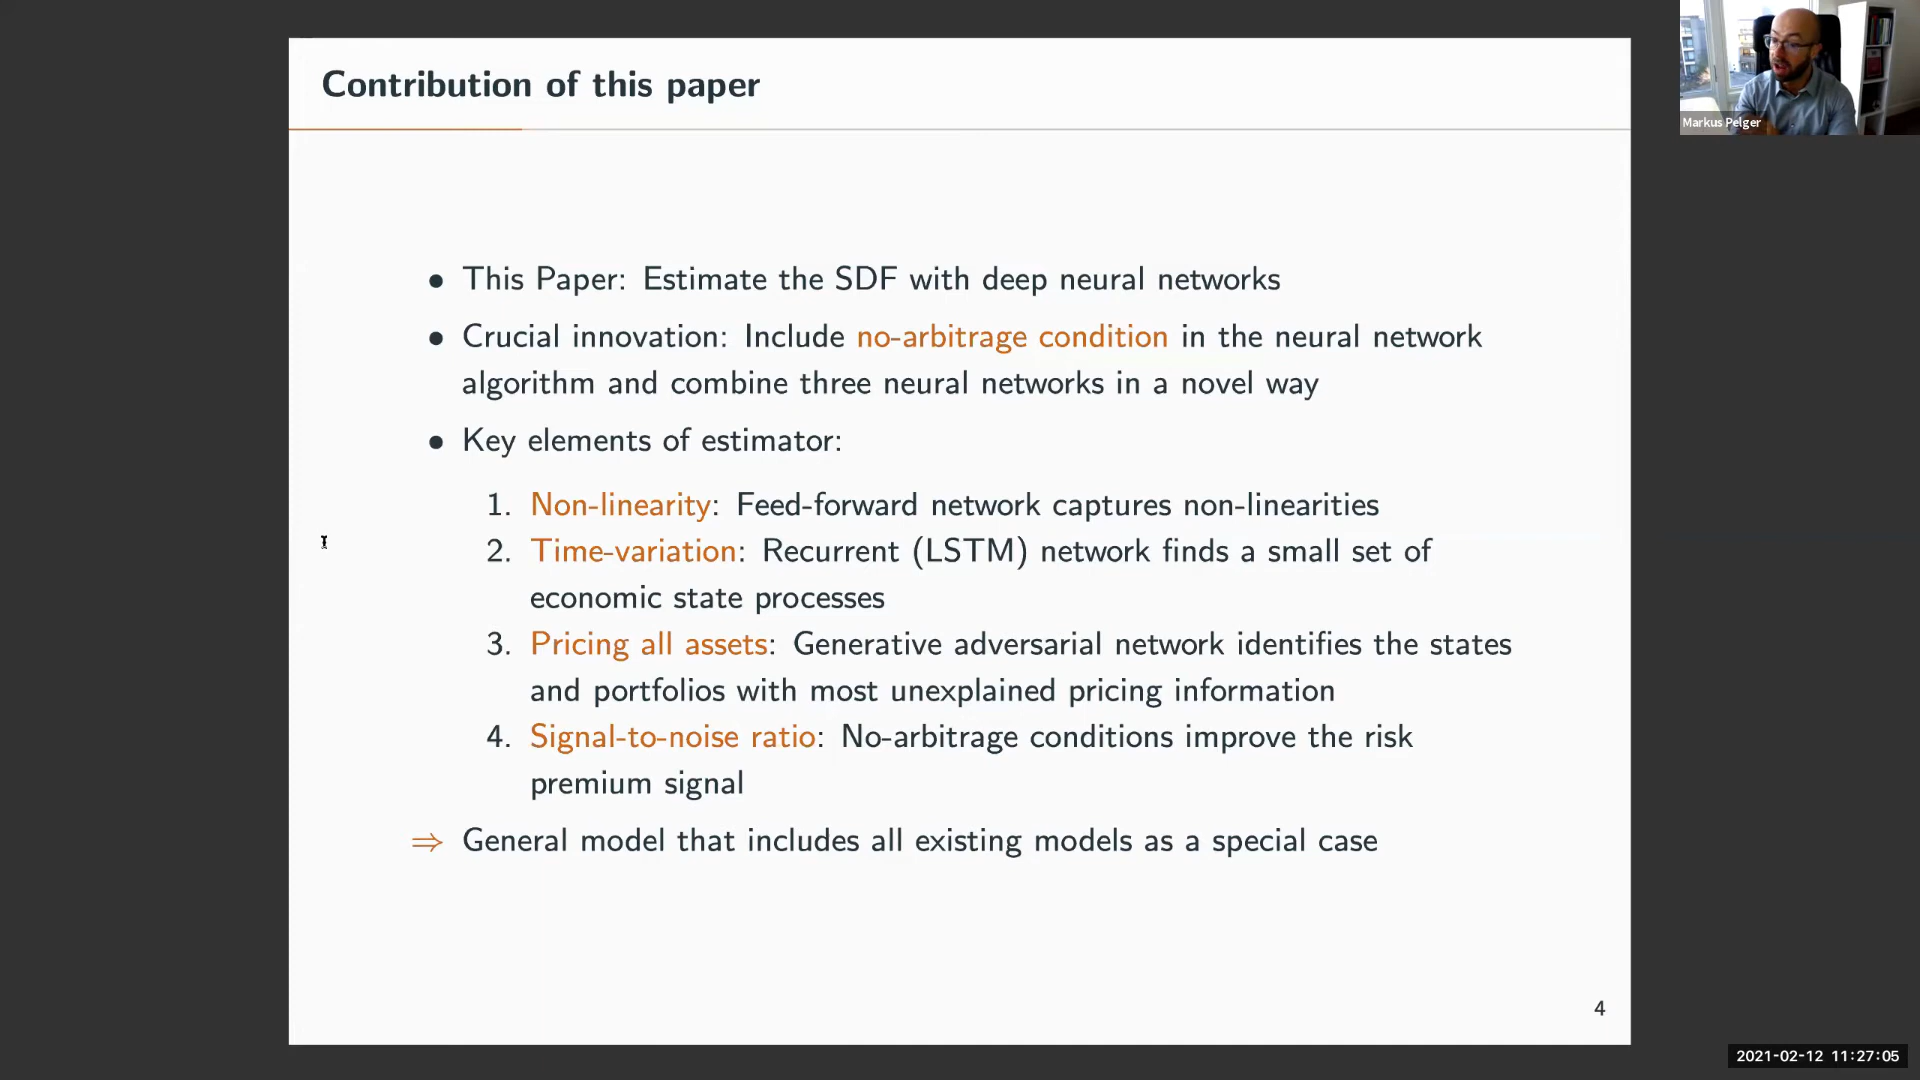 Contribution of this paper
Markus Pelger
• This Paper: Estimate the SDF with deep neural networks
• Crucial innovation: Include no-arbitrage condition in the neural network
algorithm and combine three neural networks in a novel way
• Key elements of estimator:
1. Non-linearity: Feed-forward network captures non-linearities
2. Time-variation: Recurrent (LSTM) network finds a small set of
economic state processes
3. Pricing all assets: Generative adversarial network identifies the states
and portfolios with most unexplained pricing information
4. Signal-to-noise ratio: No-arbitrage conditions improve the risk
premium signal
⇒ General model that includes all existing models as a special case
4
2021-02-12 11:27:05